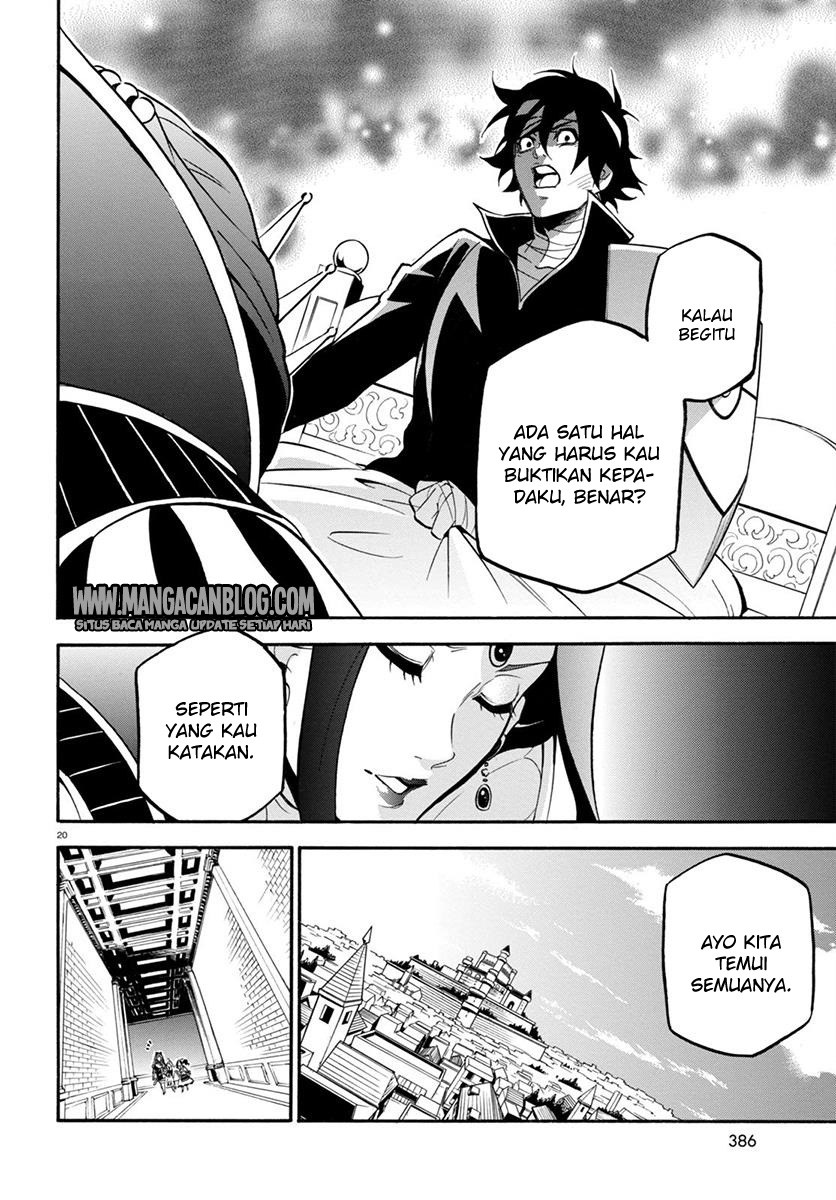 KALAU
BEGITU
ADA SATU HAL
YANG HARUS KAU
BUKTIKAN KEPA-
DAKU, BENAR?
WWW.MANGACANBLOG.COM
SITUS BACA MANGA UPDATE SETIAP HARI
SEPERTI
YANG KAU
KATAKAN.
20
AYO KITA
TEMUI
SEMUANYA.
386